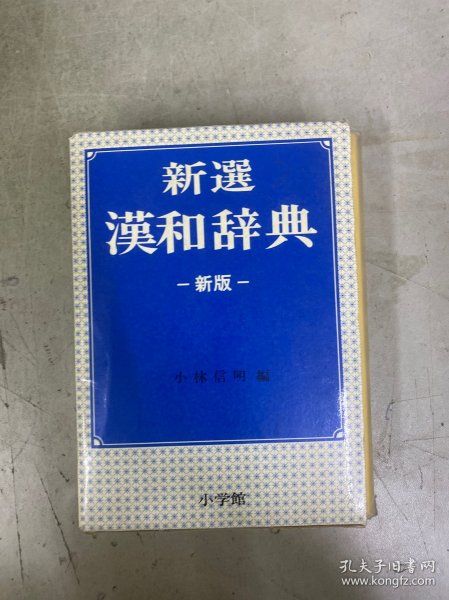 新選
漢和辞典
－新版－
小林信明 編
小学館
孔夫子旧书网
www.kongfz.com